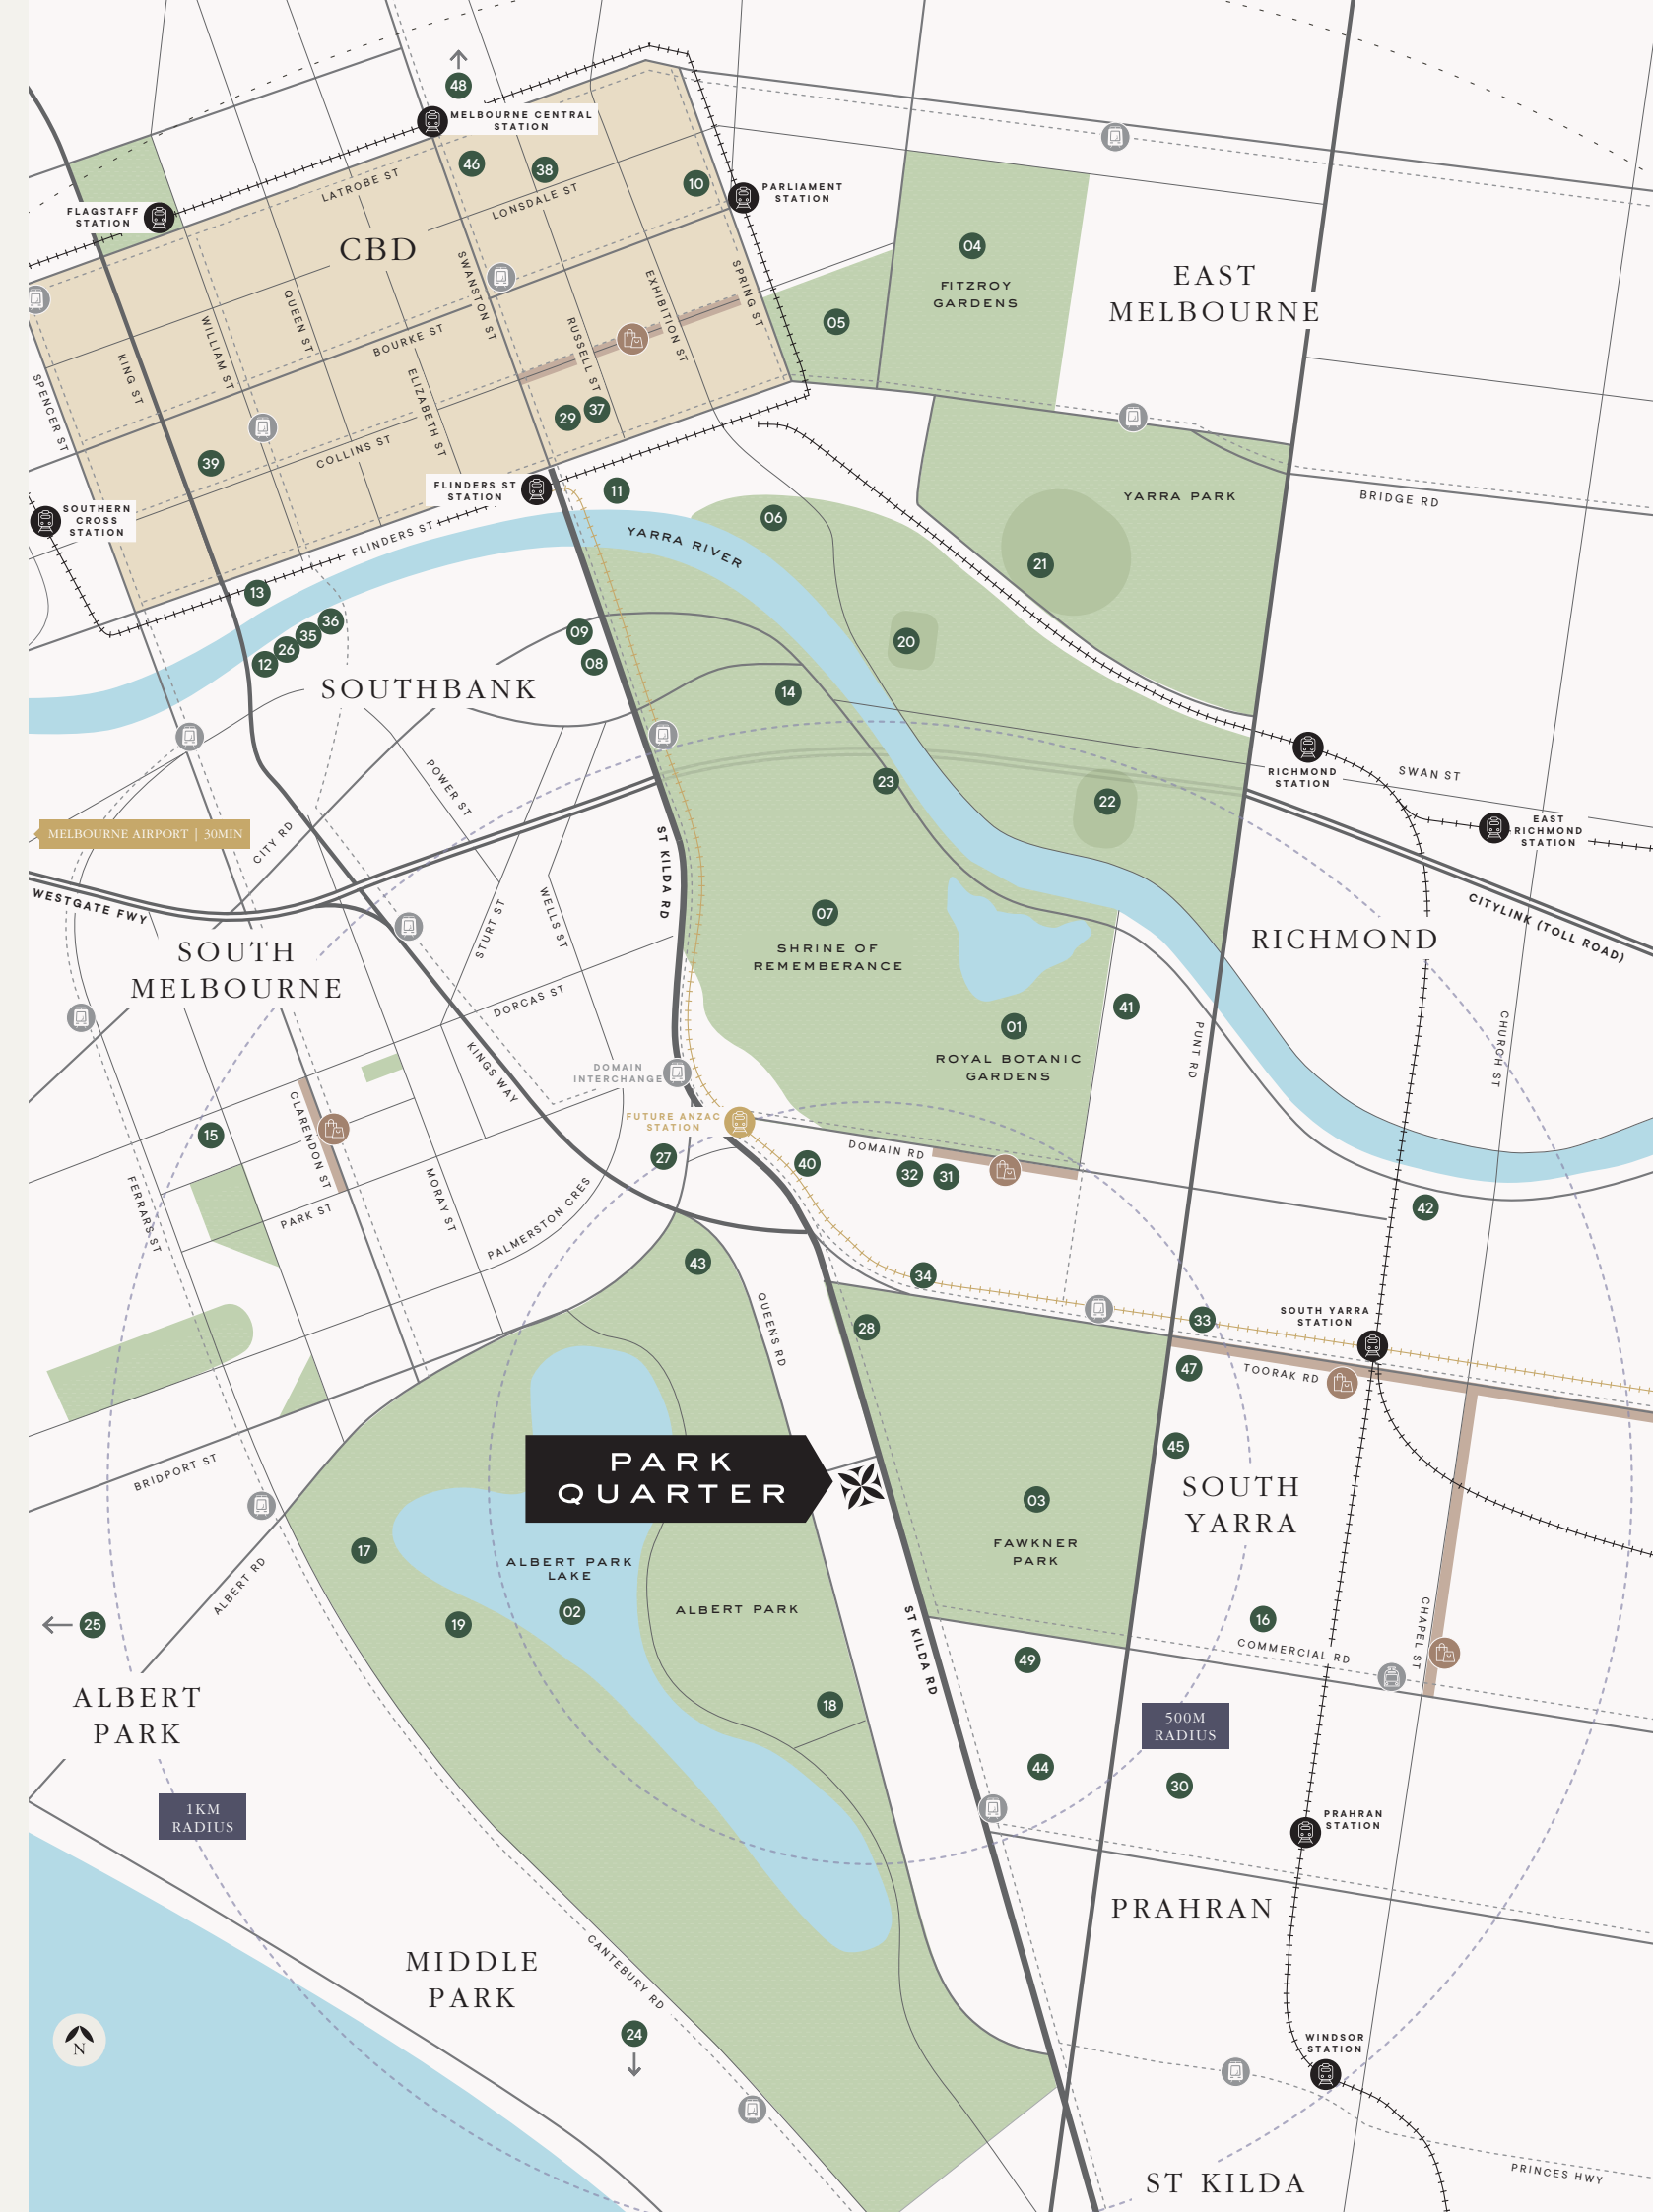 48
MELBOURNE CENTRAL
STATION
46
38
10
LATROBE ST
LONSDALE ST
PARLIAMENT
STATION
FLAGSTAFF
STATION
CBD
04
FITZROY
GARDENS
EAST
MELBOURNE
05
SWANSTON ST
EXHIBITION ST
SPRING ST
QUEEN ST
WILLIAM ST
BOURKE ST
RUSSELL ST
KING ST
SPENCER ST
ELIZABETH ST
29
37
COLLINS ST
39
FLINDERS ST
STATION
11
SOUTHERN
CROSS
STATION
FLINDERS ST
YARRA RIVER
06
YARRA PARK
BRIDGE RD
21
13
36
35
26
12
09
08
20
SOUTHBANK
14
RICHMOND
STATION
SWAN ST
23
22
EAST
RICHMOND
STATION
POWER ST
CITY RD
MELBOURNE AIRPORT | 30MIN
ST KILDA RD
WESTGATE FWY
STURT ST
WELLS ST
07
SHRINE OF
REMEMBERANCE
RICHMOND
CITYLINK (TOLL ROAD)
SOUTH
MELBOURNE
DORCAS ST
41
01
ROYAL BOTANIC
GARDENS
PUNT RD
CHURCH ST
KINGS WAY
DOMAIN
INTERCHANGE
FUTURE ANZAC
STATION
CLARENDON ST
15
27
40
DOMAIN RD
32
31
42
FERRARS ST
MORAY ST
PARK ST
PALMERSTON CRES
43
34
QUEENS RD
28
33
SOUTH YARRA
STATION
47
TOORAK RD
45
BRIDPORT ST
PARK
QUARTER
SOUTH
YARRA
03
FAWKNER
PARK
17
ALBERT PARK
LAKE
02
ALBERT PARK
ALBERT RD
25
19
ST KILDA RD
16
COMMERCIAL RD
CHAPEL ST
49
ALBERT
PARK
18
500M
RADIUS
44
30
1KM
RADIUS
PRAHRAN
STATION
PRAHRAN
MIDDLE
PARK
CANTEBURY RD
24
N
WINDSOR
STATION
ST KILDA
PRINCES HWY